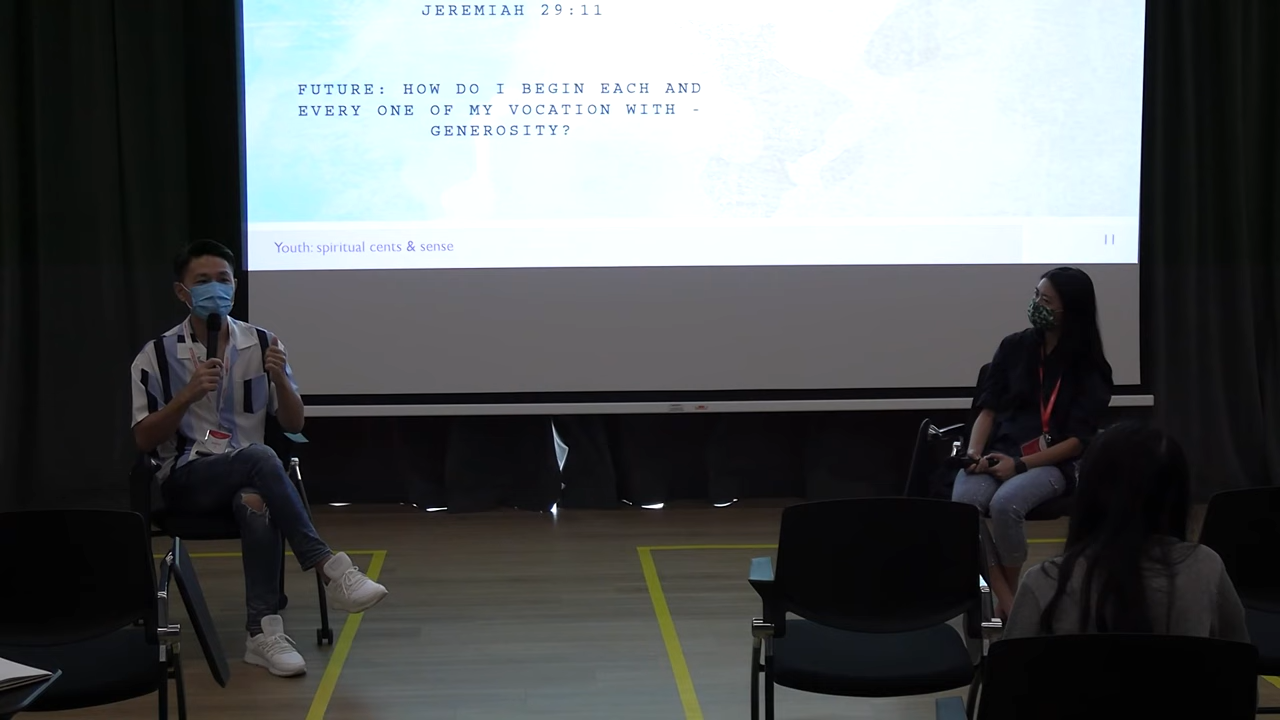 JEREMIAH 29:11
FUTURE: HOW DO I BEGIN EACH AND
EVERY ONE OF MY VOCATION WITH -
GENEROSITY?
Youth: spiritual cents & sense
11